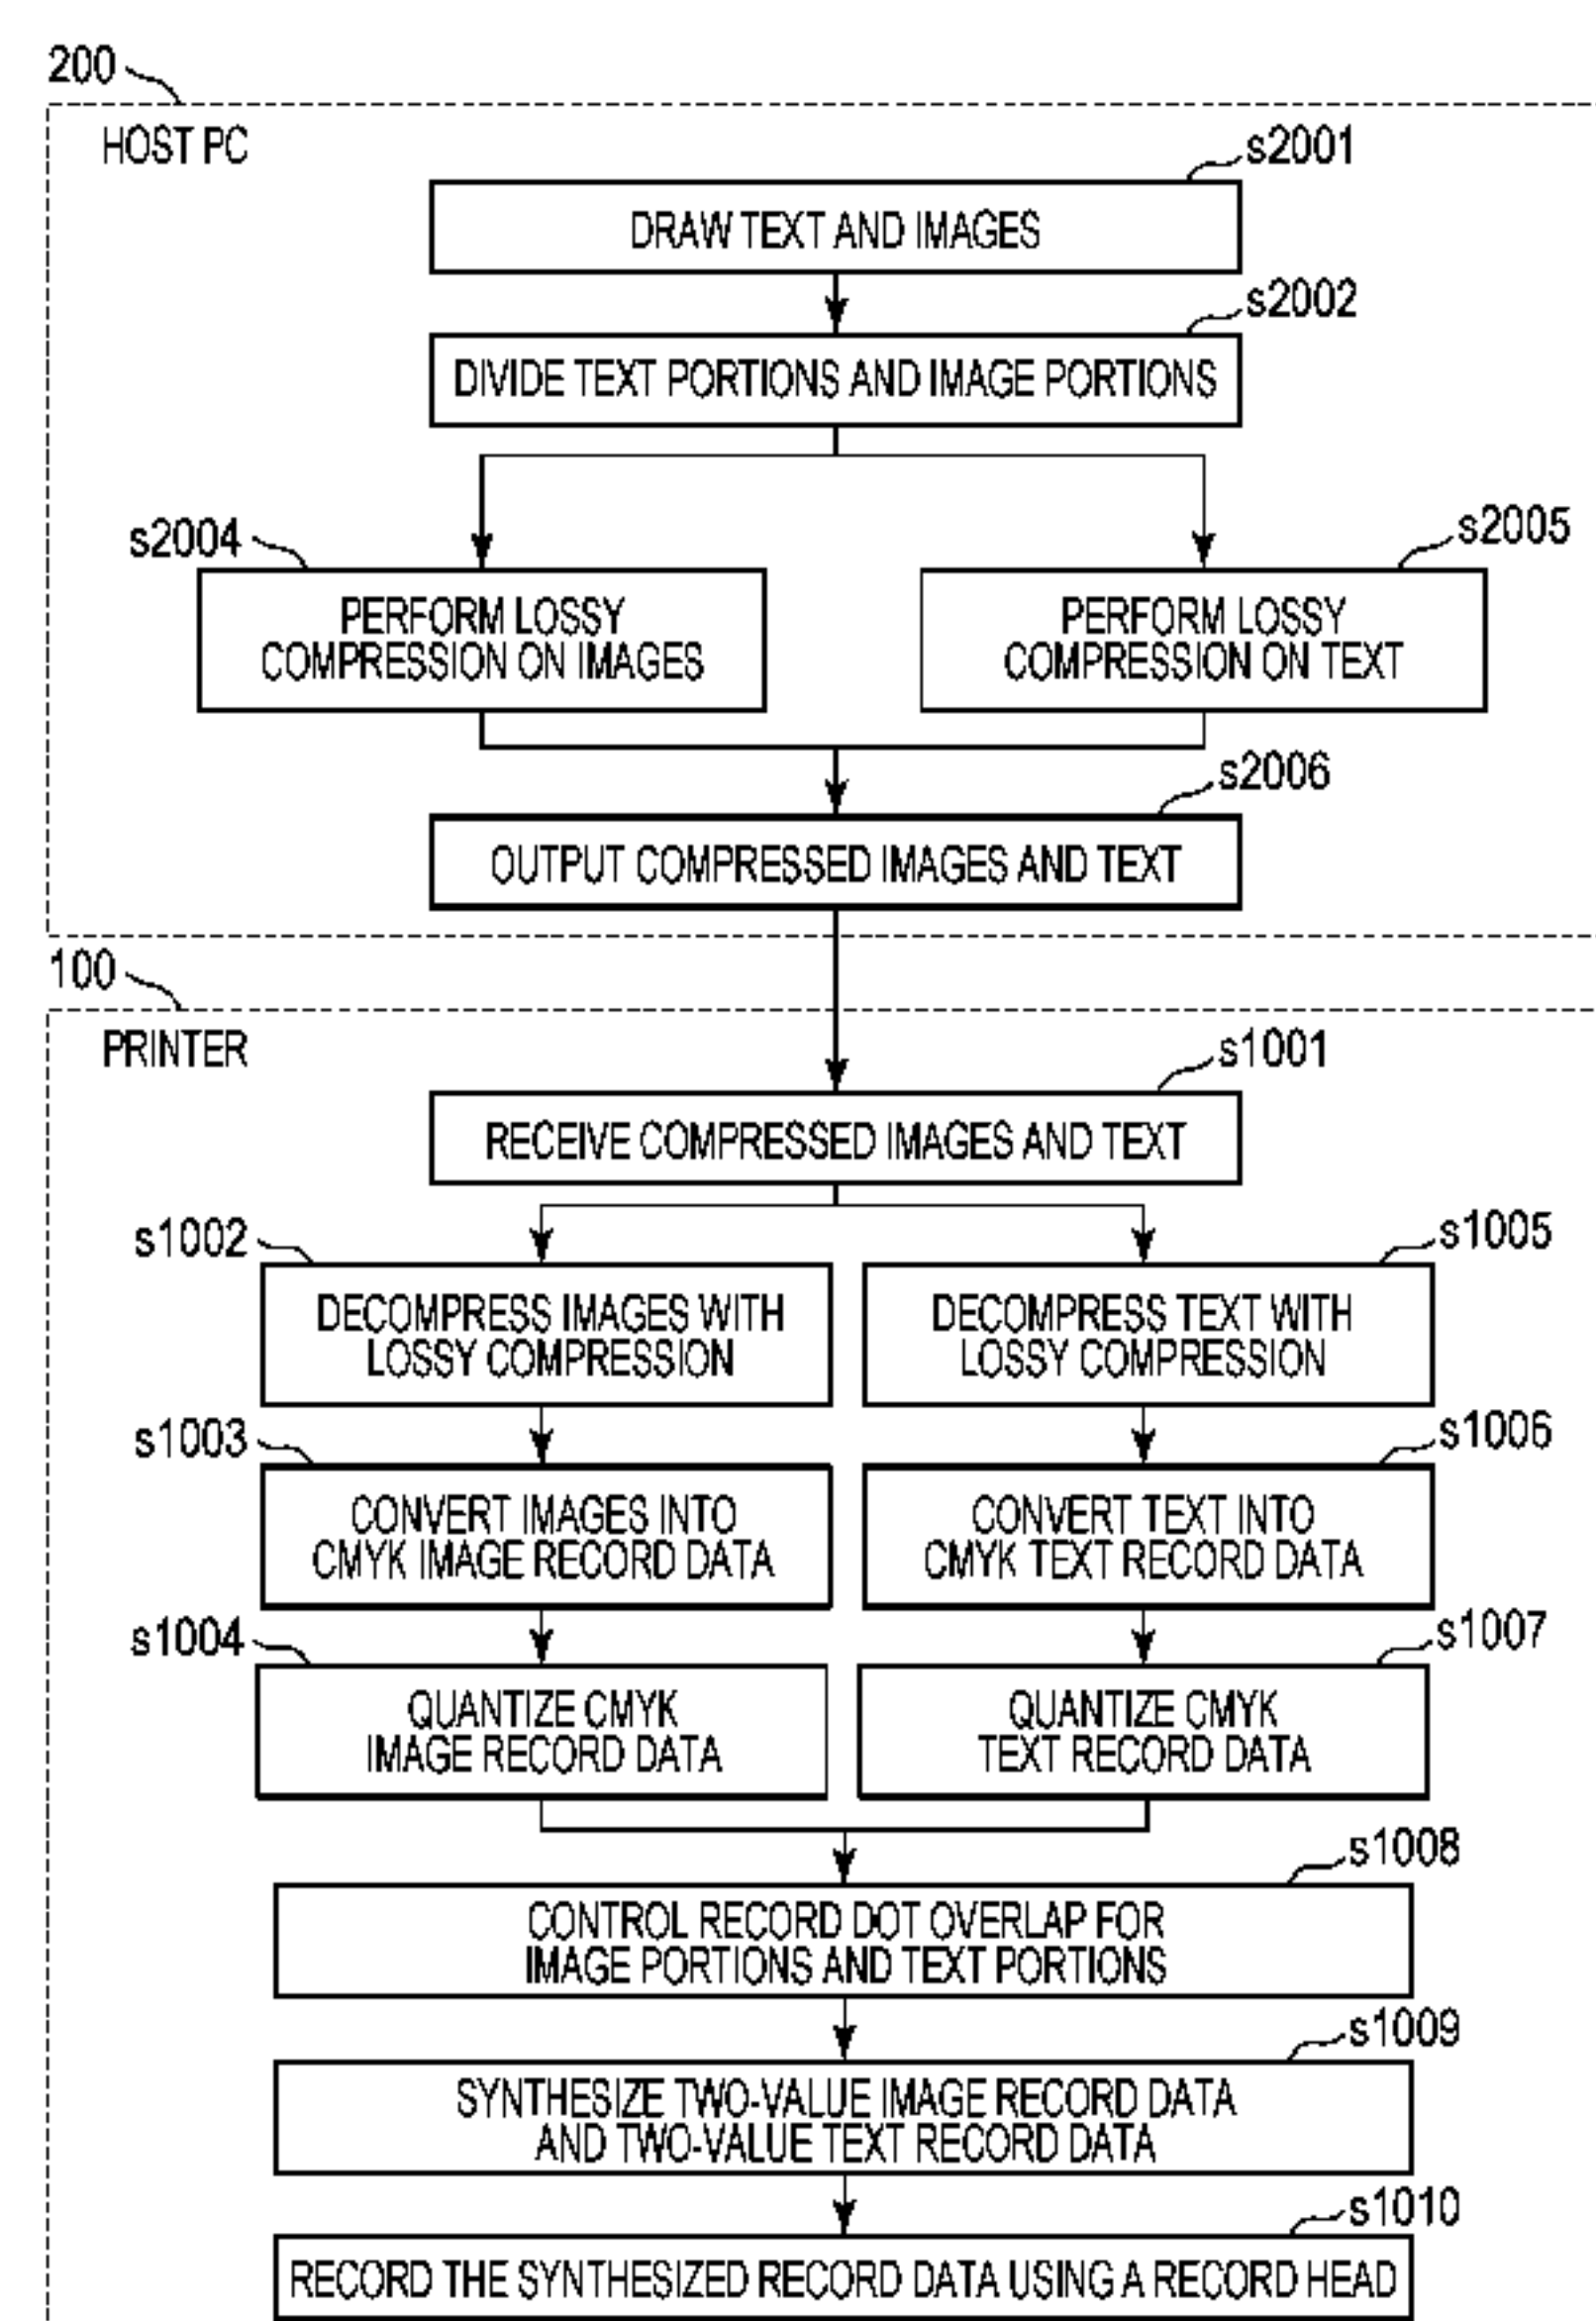 200
HOST PC
s2001
DRAW TEXT AND IMAGES
s2002
DIVIDE TEXT PORTIONS AND IMAGE PORTIONS
s2004
PERFORM LOSSY
COMPRESSION ON IMAGES
s2005
PERFORM LOSSY
COMPRESSION ON TEXT
s2006
OUTPUT COMPRESSED IMAGES AND TEXT
100
PRINTER
s1001
RECEIVE COMPRESSED IMAGES AND TEXT
s1002
DECOMPRESS IMAGES WITH
LOSSY COMPRESSION
s1005
DECOMPRESS TEXT WITH
LOSSY COMPRESSION
s1003
CONVERT IMAGES INTO
CMYK IMAGE RECORD DATA
s1006
CONVERT TEXT INTO
CMYK TEXT RECORD DATA
s1004
QUANTIZE CMYK
IMAGE RECORD DATA
s1007
QUANTIZE CMYK
TEXT RECORD DATA
s1008
CONTROL RECORD DOT OVERLAP FOR
IMAGE PORTIONS AND TEXT PORTIONS
s1009
SYNTHESIZE TWO-VALUE IMAGE RECORD DATA
AND TWO-VALUE TEXT RECORD DATA
s1010
RECORD THE SYNTHESIZED RECORD DATA USING A RECORD HEAD